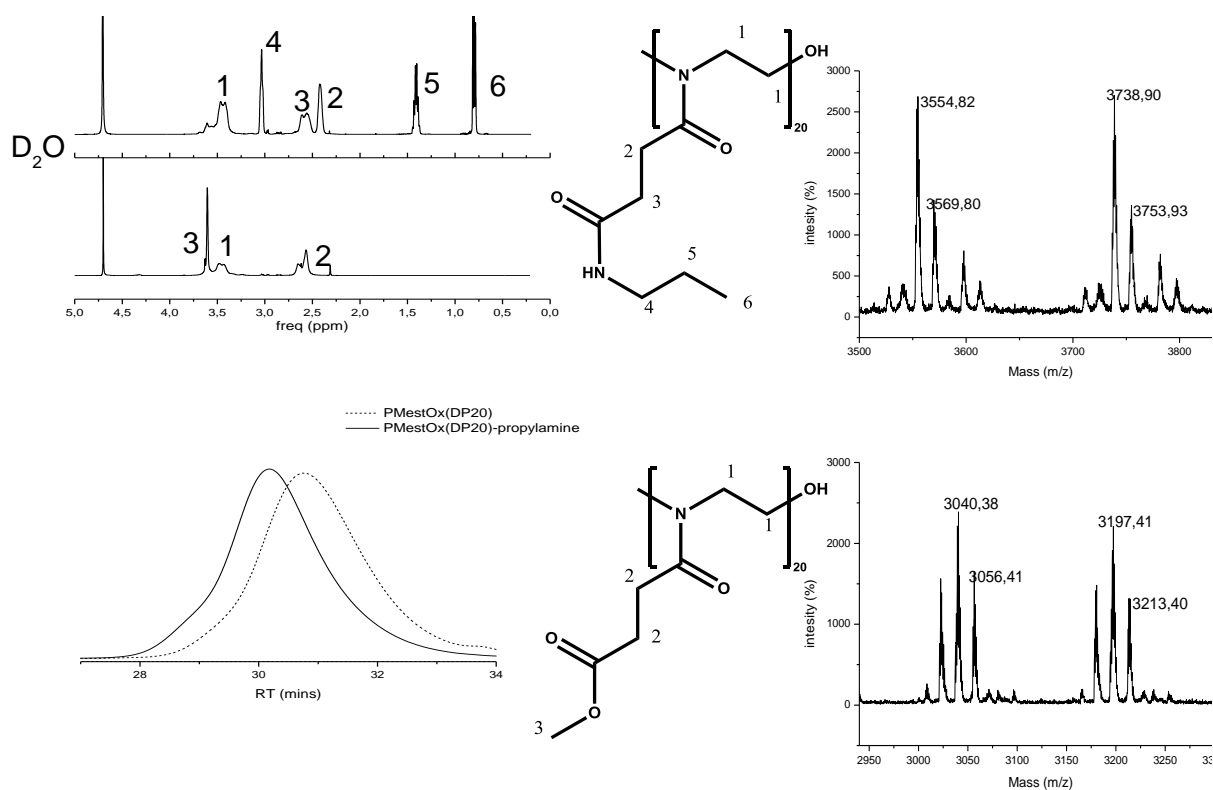 4
1
3
2
5
6
D2O
3
1
2
5,0 4,5 4,0 3,5 3,0 2,5 2,0 1,5 1,0 0,5 0,0
freq (ppm)
1
OH
N
1
20
2
O
O
3
HN
5
4
6
3000
2500
2000
1500
1000
500
0
intesity (%)
3554,82
3569,80
3738,90
3753,93
3500 3600 3700 3800
Mass (m/z)
PMestOx(DP20)
PMestOx(DP20)-propylamine
28 30 32 34
RT (mins)
1
OH
N
1
20
2
O
2
O
O
3
3000
2000
1000
0
intesity (%)
3040,38
3056,41
3197,41
3213,40
2950 3000 3050 3100 3150 3200 3250
Mass (m/z)